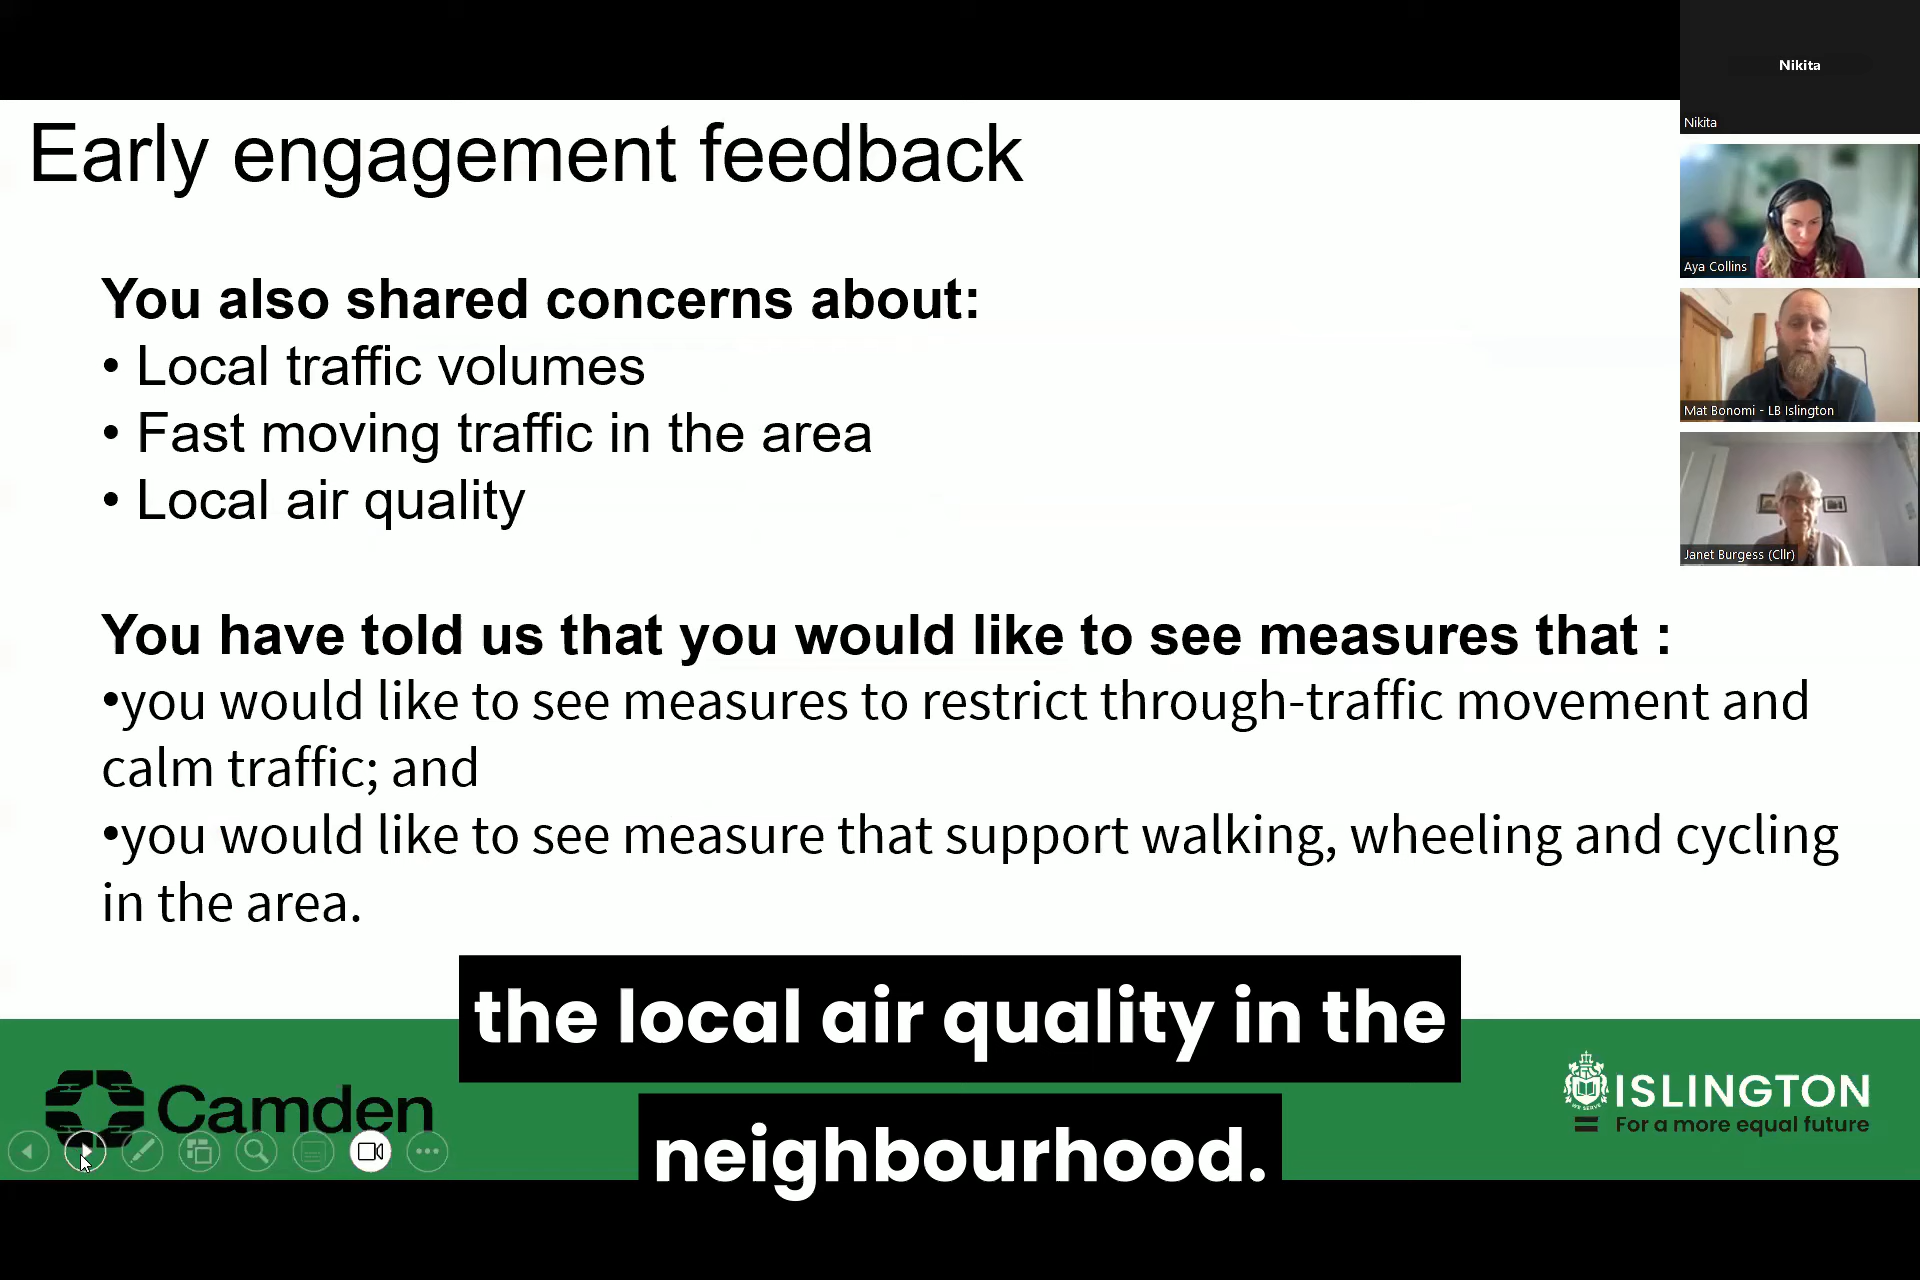 Early engagement feedback
You also shared concerns about:
• Local traffic volumes
• Fast moving traffic in the area
• Local air quality
You have told us that you would like to see measures that :
•you would like to see measures to restrict through-traffic movement and
calm traffic; and
•you would like to see measure that support walking, wheeling and cycling
in the area.
the local air quality in the
neighbourhood.
Camden
ISLINGTON
For a more equal future
Nikita
Nikita
Aya Collins
Mat Bonomi - LB Islington
Janet Burgess (Cllr)